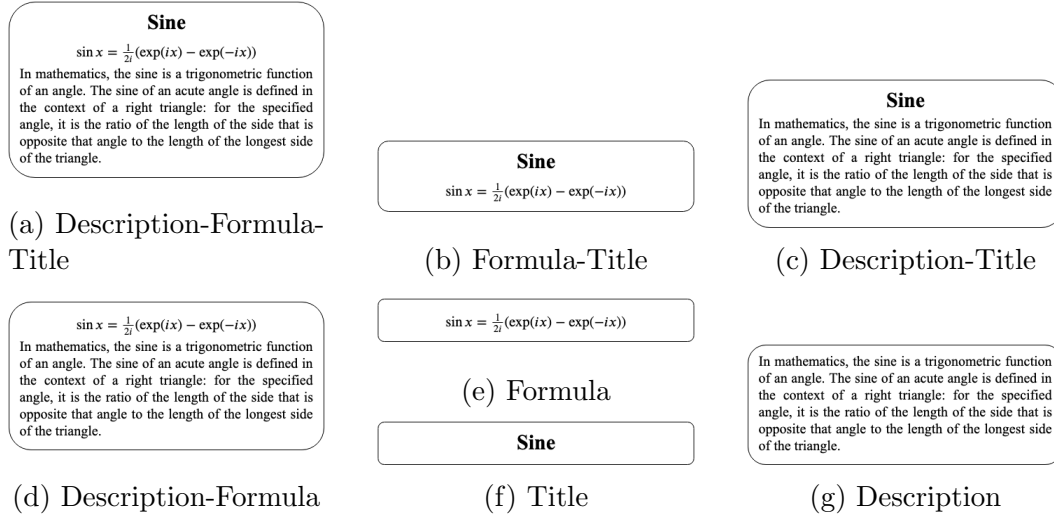 Sine
sin x = \frac{1}{2i}(exp(ix) − exp(−ix))
In mathematics, the sine is a trigonometric function
of an angle. The sine of an acute angle is defined in
the context of a right triangle: for the specified
angle, it is the ratio of the length of the side that is
opposite that angle to the length of the longest side
of the triangle.
(a) Description-Formula-
Title
Sine
sin x = \frac{1}{2i}(exp(ix) − exp(−ix))
(b) Formula-Title
Sine
In mathematics, the sine is a trigonometric function
of an angle. The sine of an acute angle is defined in
the context of a right triangle: for the specified
angle, it is the ratio of the length of the side that is
opposite that angle to the length of the longest side
of the triangle.
(c) Description-Title
sin x = \frac{1}{2i}(exp(ix) − exp(−ix))
In mathematics, the sine is a trigonometric function
of an angle. The sine of an acute angle is defined in
the context of a right triangle: for the specified
angle, it is the ratio of the length of the side that is
opposite that angle to the length of the longest side
of the triangle.
(d) Description-Formula
sin x = \frac{1}{2i}(exp(ix) − exp(−ix))
(e) Formula
Sine
(f) Title
In mathematics, the sine is a trigonometric function
of an angle. The sine of an acute angle is defined in
the context of a right triangle: for the specified
angle, it is the ratio of the length of the side that is
opposite that angle to the length of the longest side
of the triangle.
(g) Description